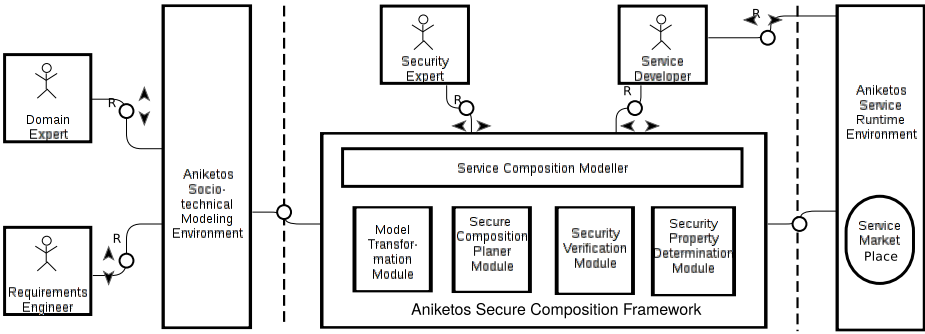 R
Domain
Expert
R
Requirements
Engineer
Aniketos
Socio-
technical
Modeling
Environment
Security
Expert
R
Service
Developer
R
R
Service Composition Modeller
Model
Transfor-
mation
Module
Secure
Composition
Planer
Module
Security
Verification
Module
Security
Property
Determination
Module
Aniketos Secure Composition Framework
Aniketos
Service
Runtime
Environment
Service
Market
Place